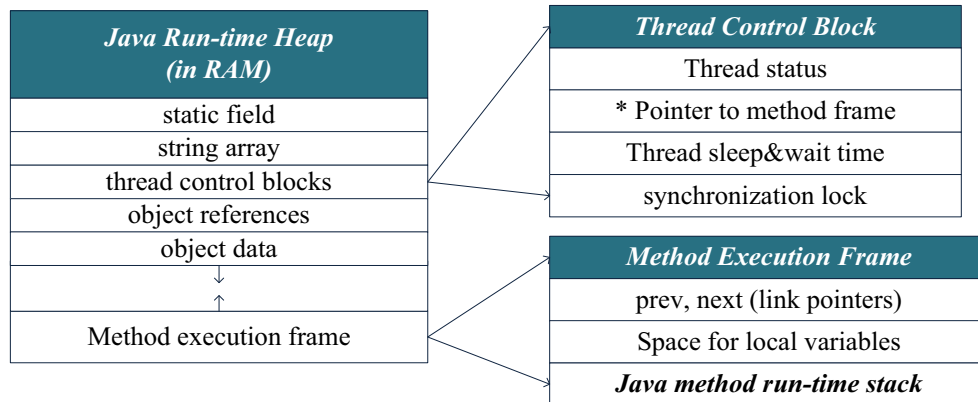 Java Run-time Heap
(in RAM)
static field
string array
thread control blocks
object references
object data
Method execution frame
Thread Control Block
Thread status
* Pointer to method frame
Thread sleep&wait time
synchronization lock
Method Execution Frame
prev, next (link pointers)
Space for local variables
Java method run-time stack